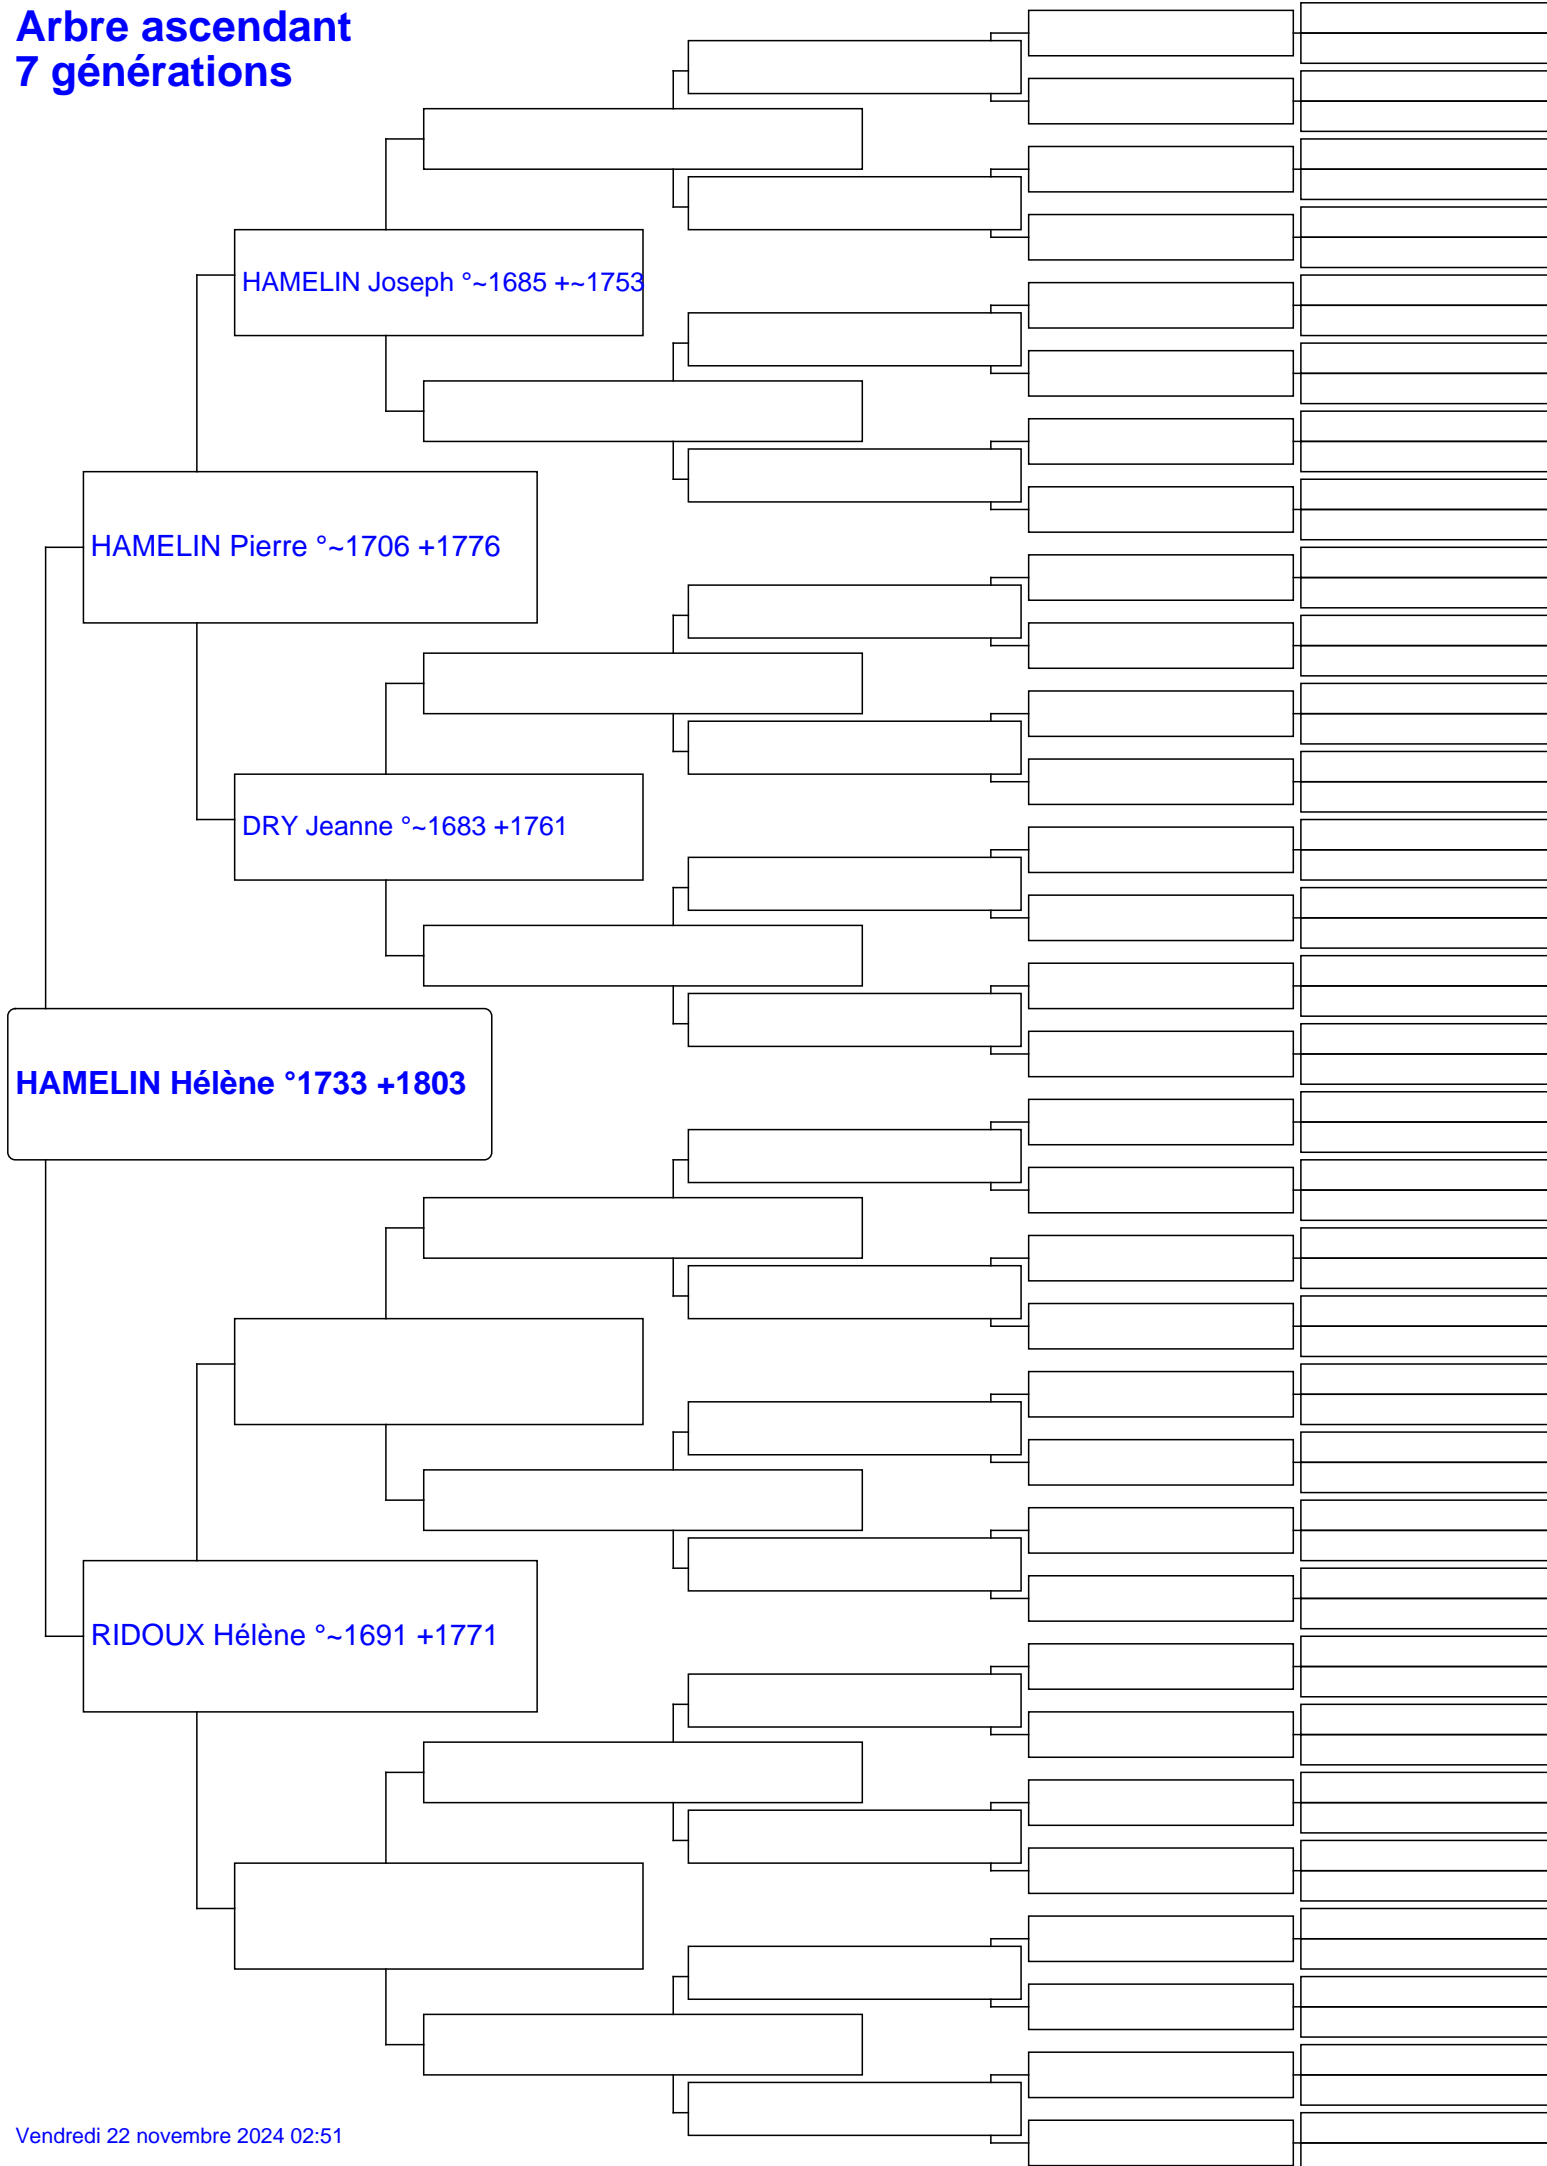 Arbre ascendant
7 générations
HAMELIN Joseph °~1685 +~1753
HAMELIN Pierre °~1706 +1776
DRY Jeanne °~1683 +1761
HAMELIN Hélène °1733 +1803
RIDOUX Hélène °~1691 +1771
Vendredi 22 novembre 2024 02:51